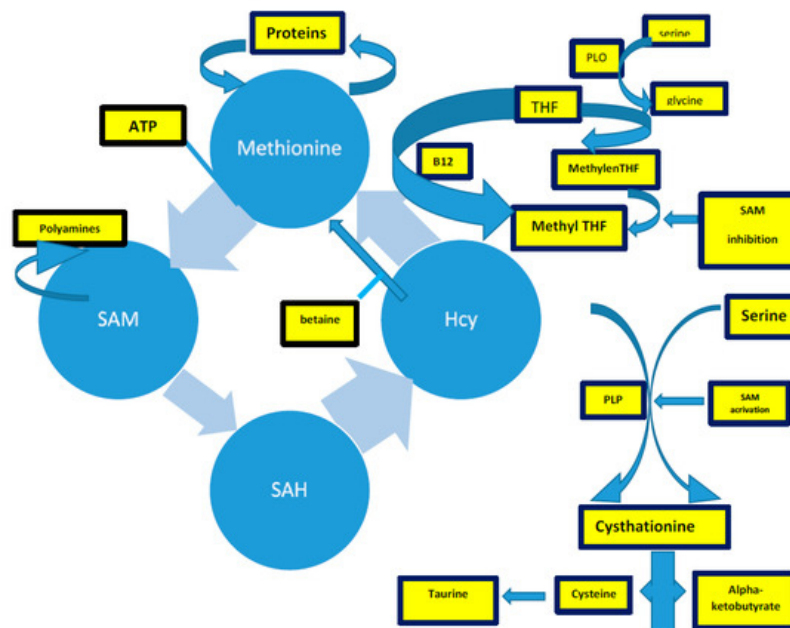 Proteins
serine
PLO
ATP
THF
glycine
Methionine
B12
MethylenTHF
Polyamines
Methyl THF
SAM
inhibition
SAM
betaine
Hcy
Serine
PLP
SAM
acrivation
SAH
Cysthationine
Taurine
Cysteine
Alpha-
ketobutyrate